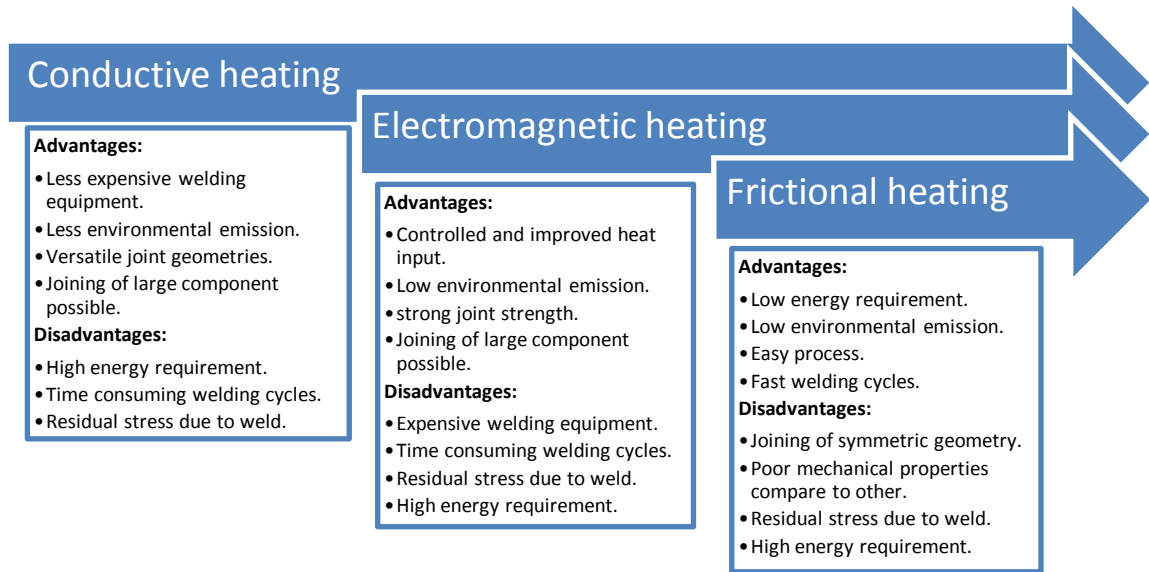 Conductive heating
Advantages:
•Less expensive welding
equipment.
•Less environmental emission.
•Versatile joint geometries.
•Joining of large component
possible.
Disadvantages:
•High energy requirement.
•Time consuming welding cycles.
•Residual stress due to weld.
Electromagnetic heating
Advantages:
•Controlled and improved heat
input.
•Low environmental emission.
•strong joint strength.
•Joining of large component
possible.
Disadvantages:
•Expensive welding equipment.
•Time consuming welding cycles.
•Residual stress due to weld.
•High energy requirement.
Frictional heating
Advantages:
•Low energy requirement.
•Low environmental emission.
•Easy process.
•Fast welding cycles.
Disadvantages:
•Joining of symmetric geometry.
•Poor mechanical properties
compare to other.
•Residual stress due to weld.
•High energy requirement.